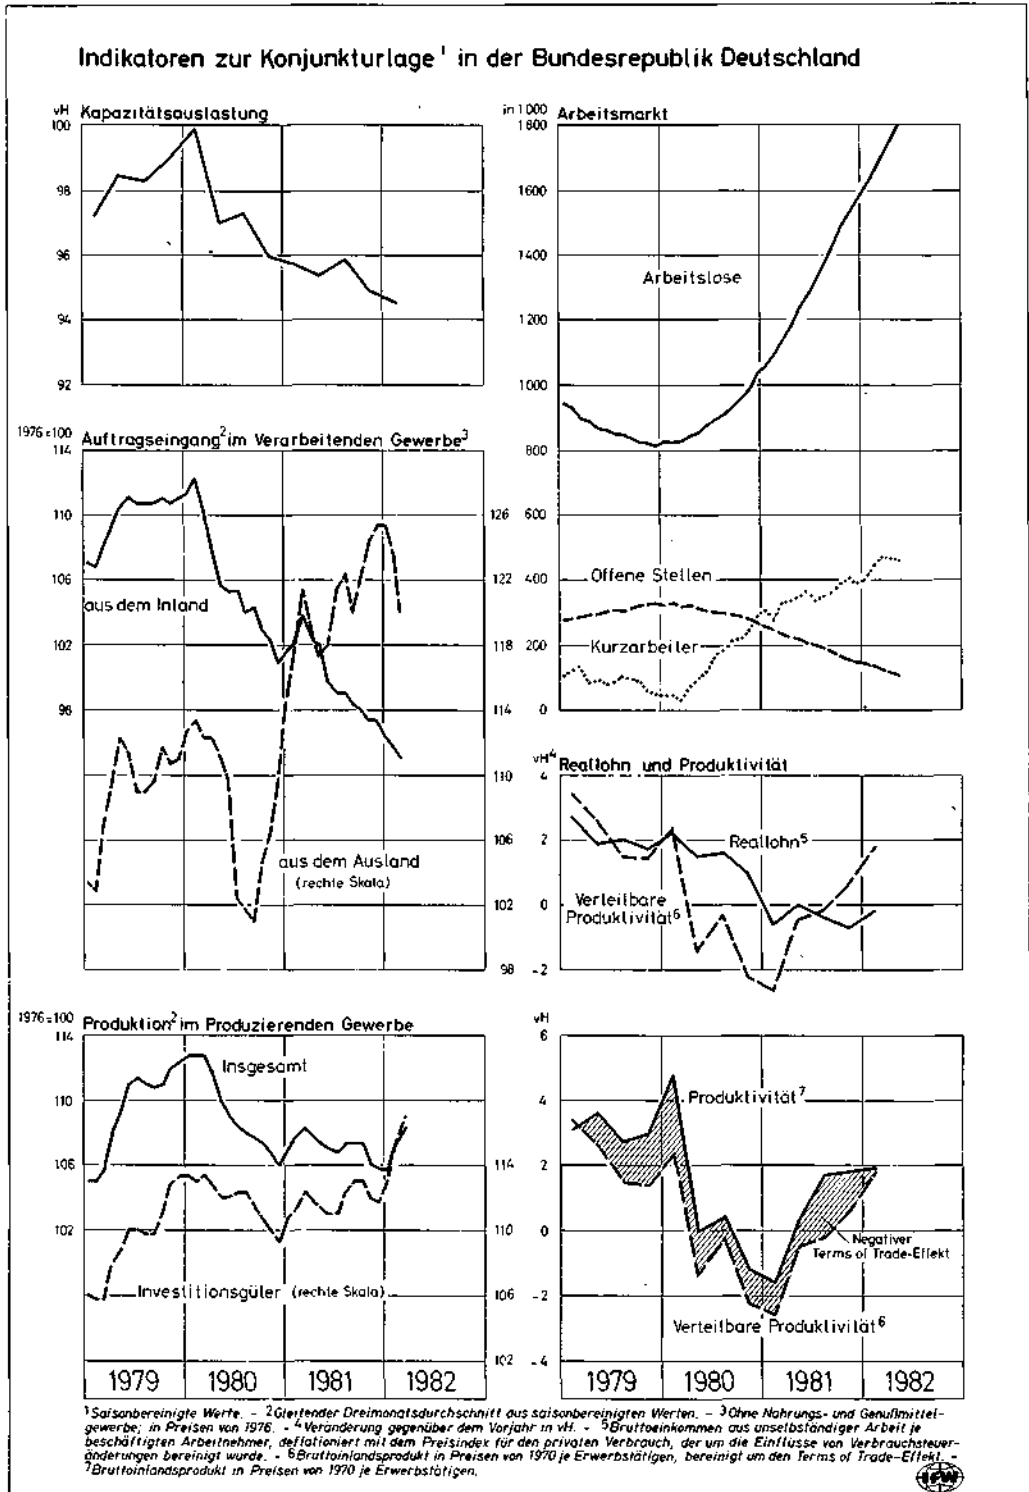 Indikatoren zur Konjunkturlage¹ in der Bundesrepublik Deutschland
vH Kapazitätsauslastung
100
98
96
94
92
in 1000 Arbeitsmarkt
1800
1600
1400
1200
1000
800
600
400
200
0
Arbeitslose
Offene Stellen
Kurzarbeiter
1976=100 Auftragseingang² im Verarbeitenden Gewerbe³
114
110
106
102
98
126
122
118
114
110
106
102
98
aus dem Inland
aus dem Ausland
(rechte Skala)
vH⁴ Reallohn und Produktivität
4
2
0
-2
Reallohn⁵
Verteilbare
Produktivität⁶
1976=100 Produktion² im Produzierenden Gewerbe
114
110
106
102
114
110
106
102
Insgesamt
Investitionsgüter (rechte Skala)
1979 1980 1981 1982
vH
6
4
2
0
-2
-4
Produktivität⁷
Negativer
Terms of Trade-Effekt
Verteilbare Produktivität⁶
1979 1980 1981 1982
¹Saisonbereinigte Werte. - ²Gleitender Dreimonatsdurchschnitt aus saisonbereinigten Werten. - ³Ohne Nahrungs- und Genußmittel-
gewerbe; in Preisen von 1976. - ⁴Veränderung gegenüber dem Vorjahr in vH. - ⁵Bruttoeinkommen aus unselbständiger Arbeit je
beschäftigten Arbeitnehmer, deflationiert mit dem Preisindex für den privaten Verbrauch, der um die Einflüsse von Verbrauchsteuer-
änderungen bereinigt wurde. - ⁶Bruttoinlandsprodukt in Preisen von 1970 je Erwerbstätigen, bereinigt um den Terms of Trade-Effekt. -
⁷Bruttoinlandsprodukt in Preisen von 1970 je Erwerbstätigen.
IFW